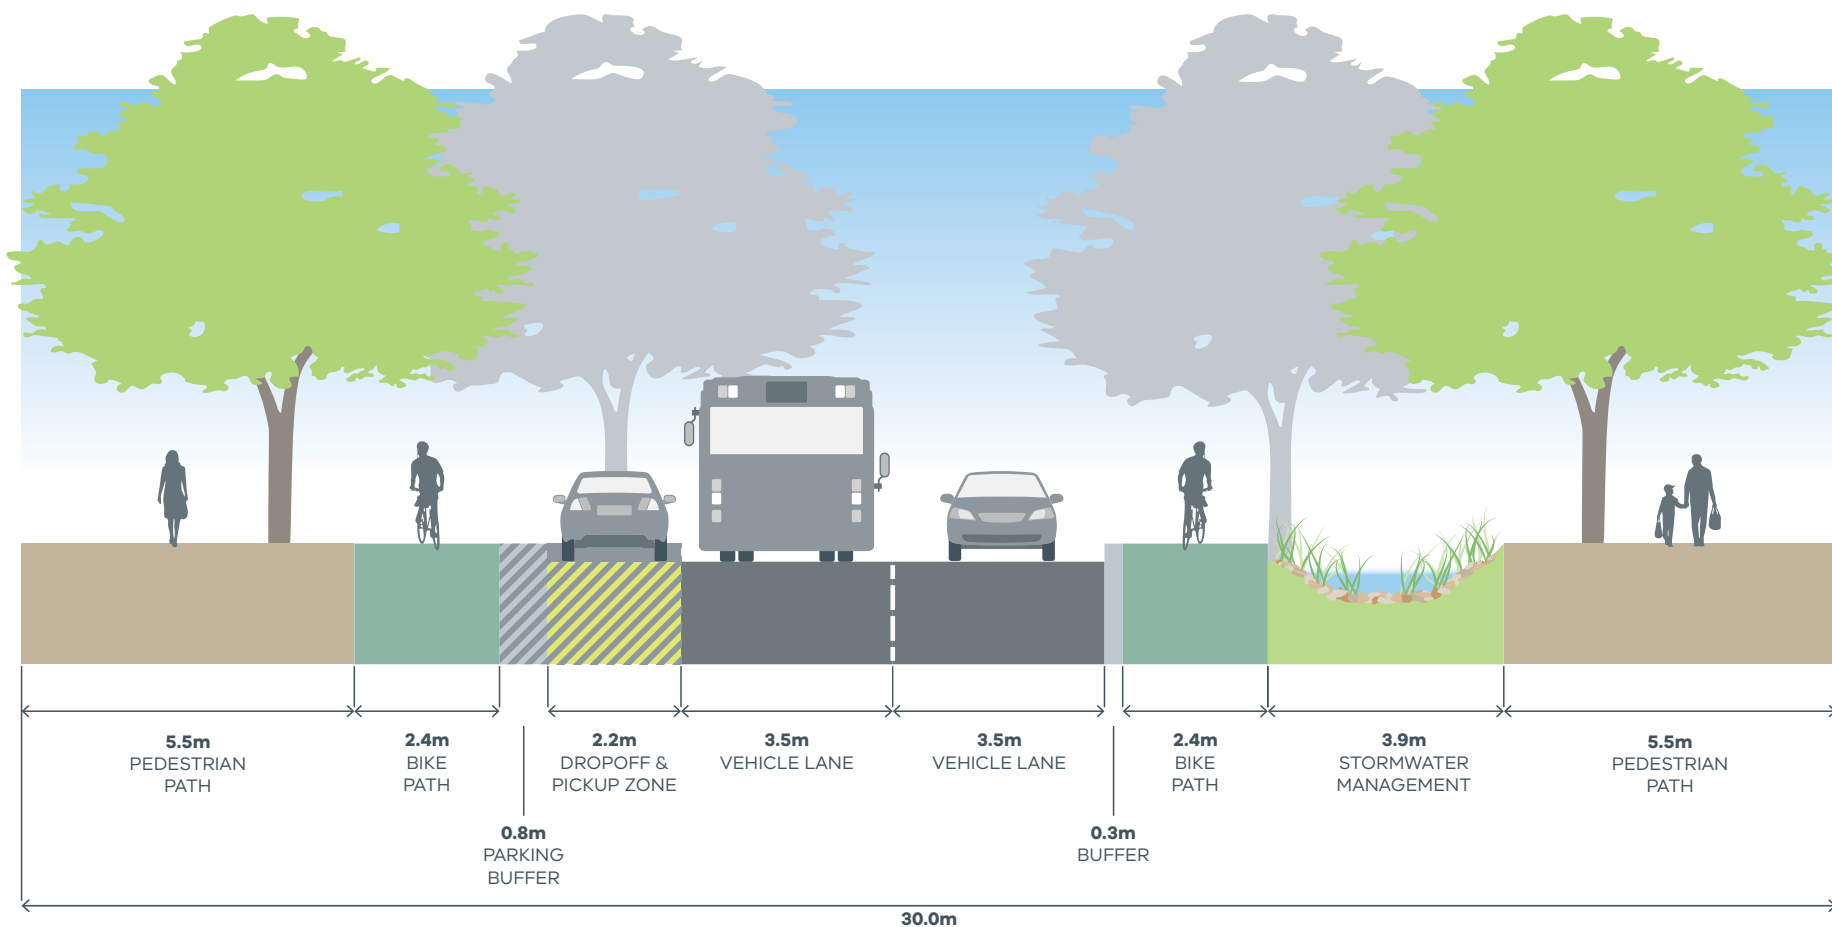 5.5m
PEDESTRIAN
PATH
2.4m
BIKE
PATH
0.8m
PARKING
BUFFER
2.2m
DROPOFF &
PICKUP ZONE
3.5m
VEHICLE LANE
3.5m
VEHICLE LANE
0.3m
BUFFER
2.4m
BIKE
PATH
3.9m
STORMWATER
MANAGEMENT
5.5m
PEDESTRIAN
PATH
30.0m